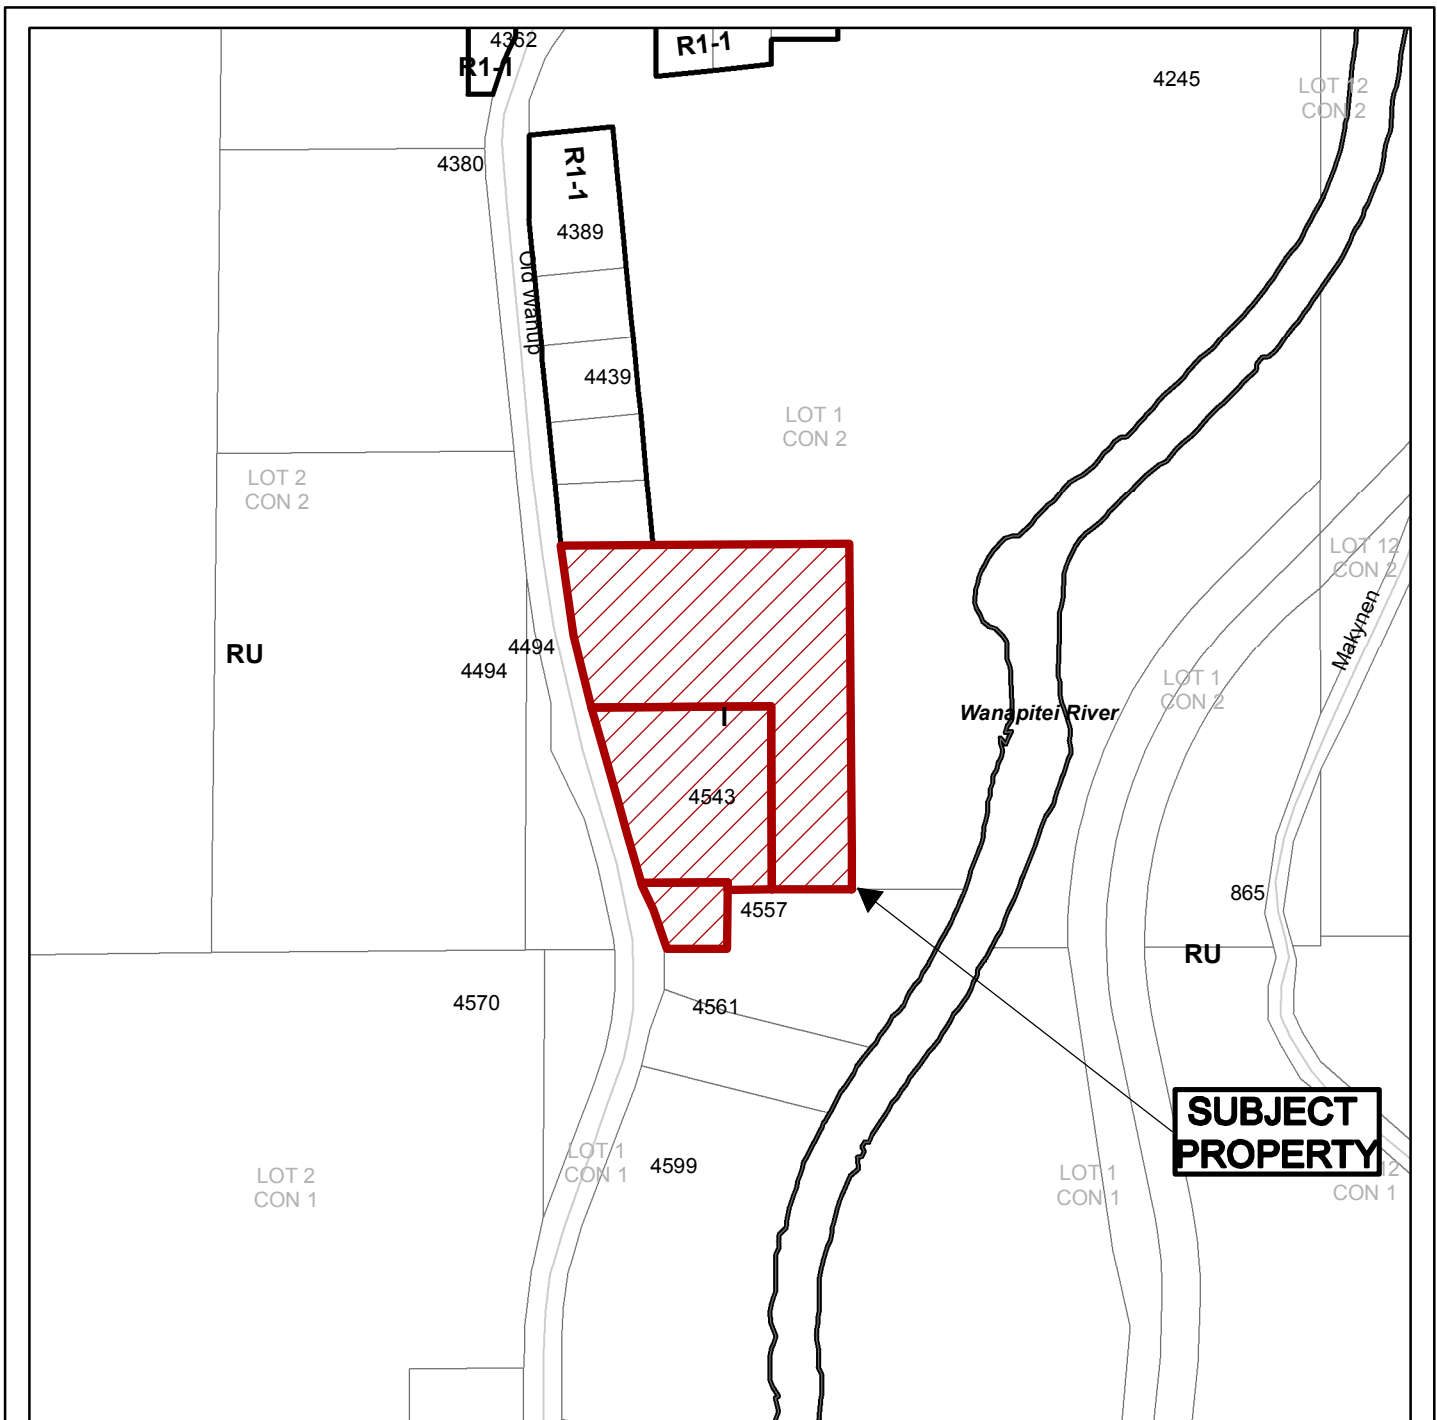 4362
R1-1
R1-1
4245
LOT 12
CON 2
4380
R1-1
4389
Old Wanup
4439
LOT 1
CON 2
LOT 2
CON 2
LOT 12
CON 2
Makynen
RU
4494
4494
LOT 1
CON 2
I
Wanapitei River
4543
865
4557
RU
4570
4561
SUBJECT
PROPERTY
LOT 1
CON 1
4599
LOT 2
CON 1
LOT 1
CON 1
12
CON 1